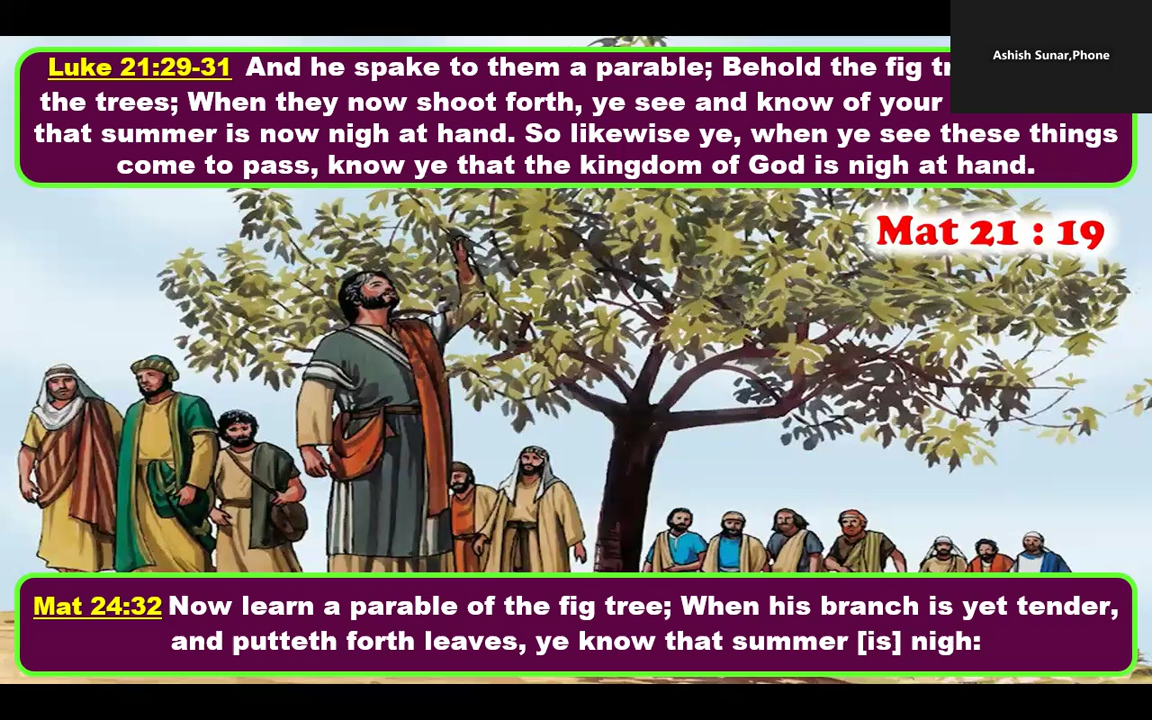 Ashish Sunar,Phone
Luke 21:29-31 And he spake to them a parable; Behold the fig
the trees; When they now shoot forth, ye see and know of your
that summer is now nigh at hand. So likewise ye, when ye see these things
come to pass, know ye that the kingdom of God is nigh at hand.
Mat 21 : 19
Mat 24:32 Now learn a parable of the fig tree; When his branch is yet tender,
and putteth forth leaves, ye know that summer [is] nigh: